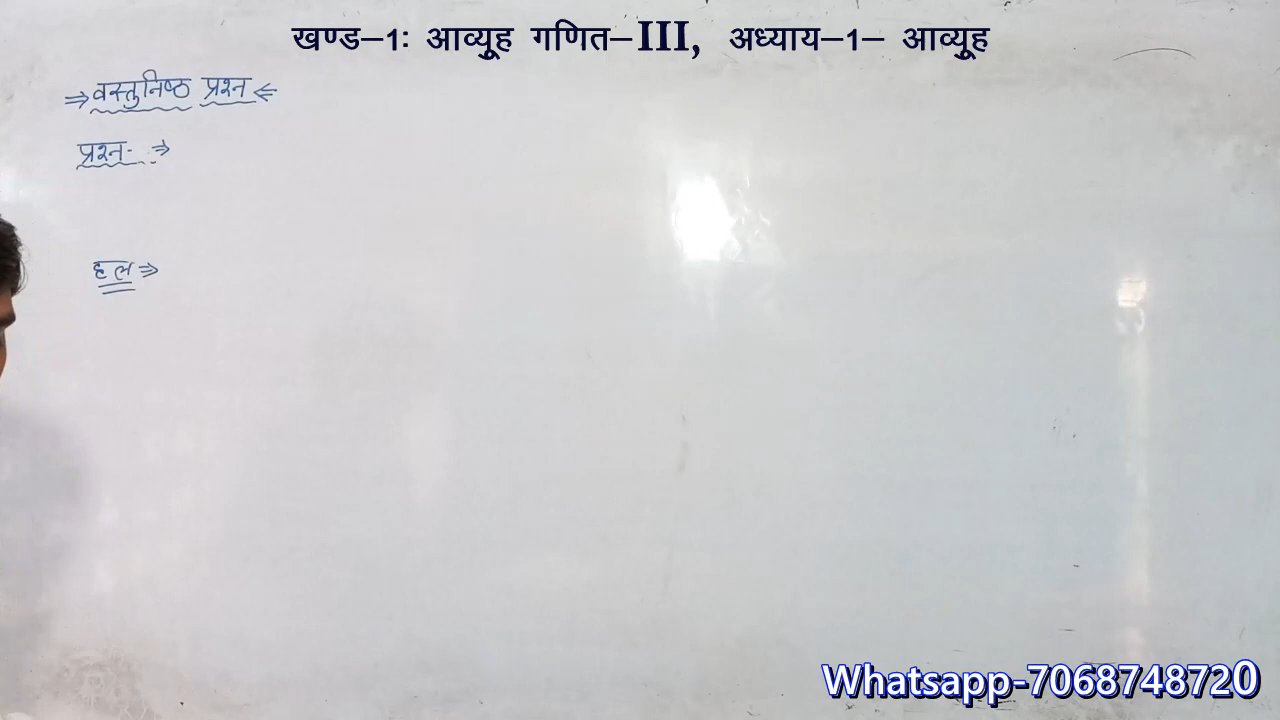 खण्ड–1: आव्यूह गणित–III, अध्याय–1– आव्यूह
⇒ वस्तुनिष्ठ प्रश्न ⇐
प्रश्न- ⇒
हल ⇒
Whatsapp-7068748720